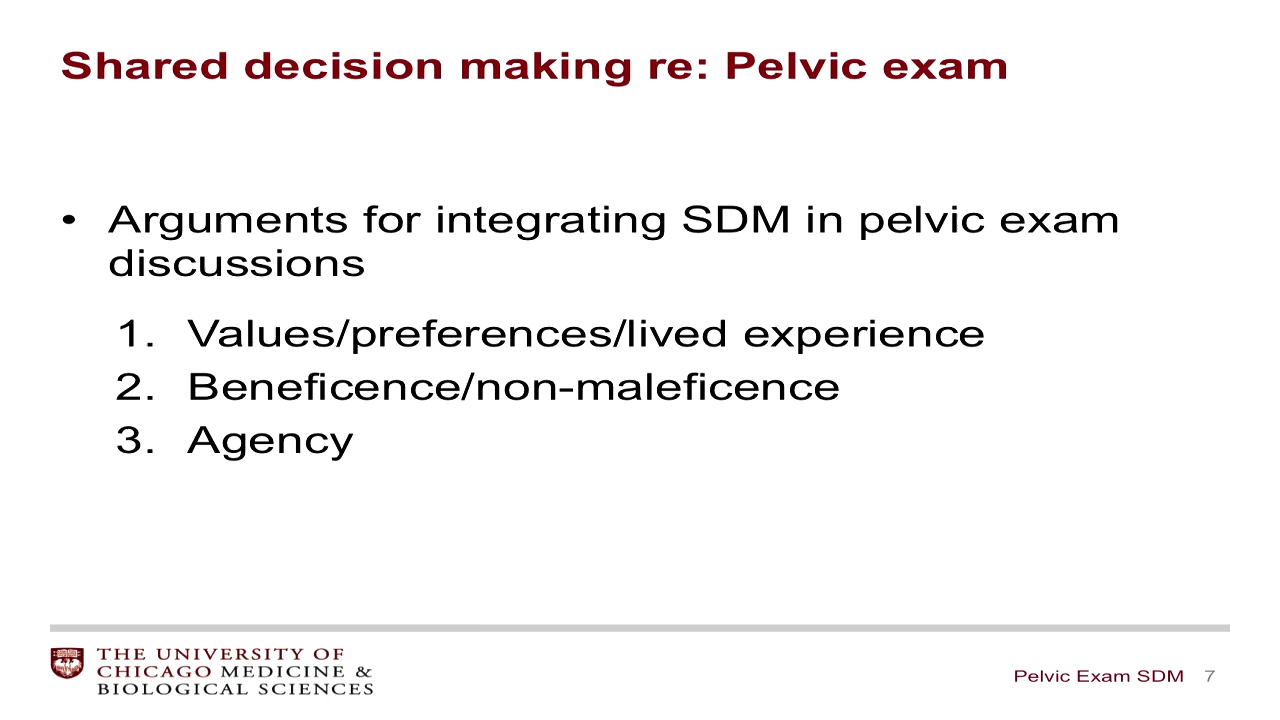 Shared decision making re: Pelvic exam
• Arguments for integrating SDM in pelvic exam
discussions
1. Values/preferences/lived experience
2. Beneficence/non-maleficence
3. Agency
THE UNIVERSITY OF
CHICAGO MEDICINE &
BIOLOGICAL SCIENCES
Pelvic Exam SDM 7